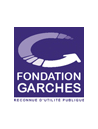 FONDATION
GARCHES
RECONNUE D'UTILITÉ PUBLIQUE